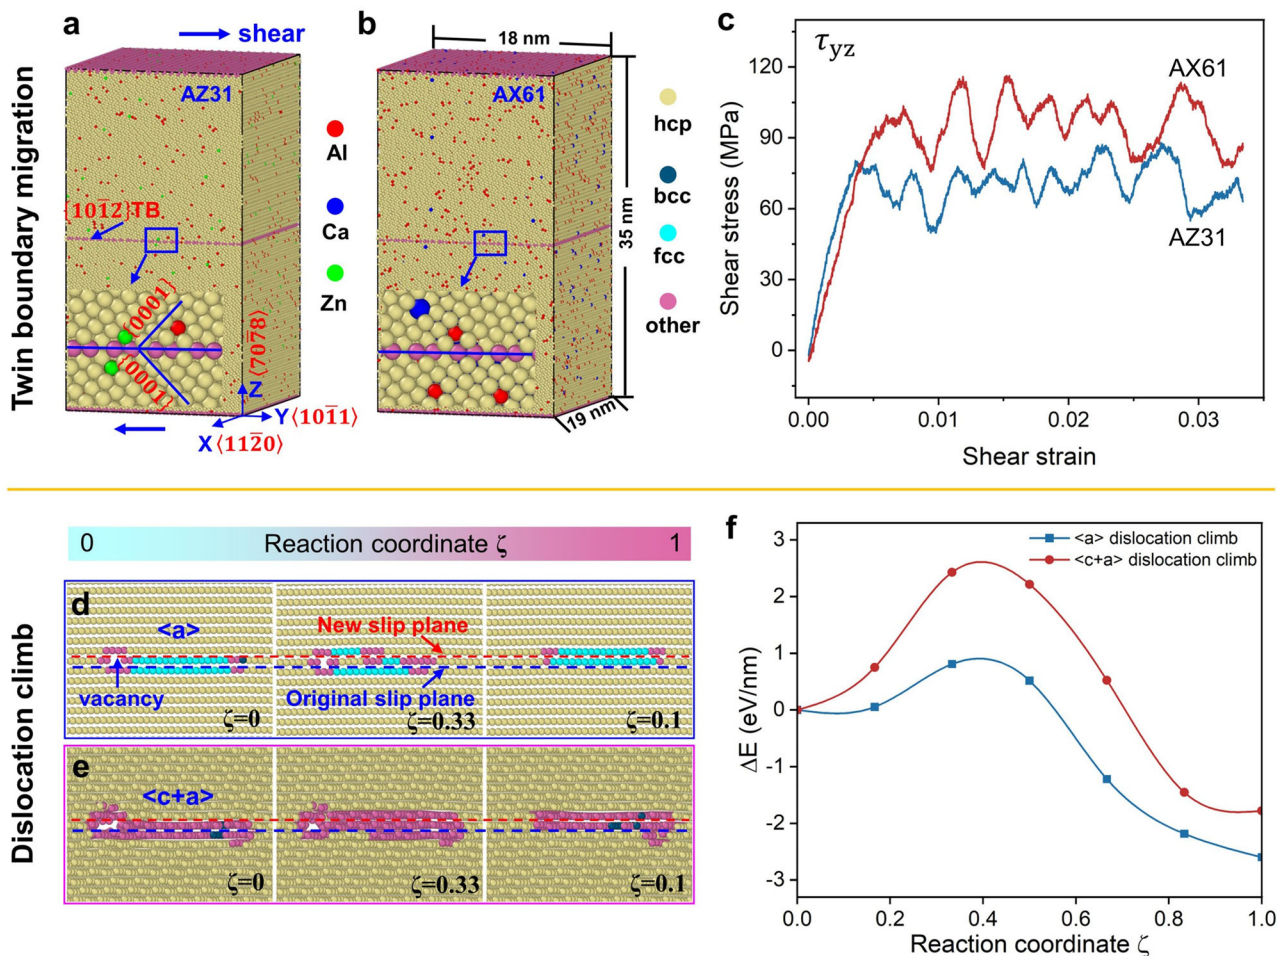 Twin boundary migration
a
shear
AZ31
{101̅2}TB
{0001}
{0001}
⟨707̅8⟩
Z
Y⟨101̅1⟩
X⟨112̅0⟩
Al
Ca
Zn
b
18 nm
AX61
35 nm
19 nm
hcp
bcc
fcc
other
c
τyz
AX61
AZ31
Shear stress (MPa)
120
90
60
30
0
0.00
0.01
0.02
0.03
Shear strain
Dislocation climb
0
Reaction coordinate ζ
1
d
<a>
vacancy
ζ=0
New slip plane
Original slip plane
ζ=0.33
ζ=0.1
e
<c+a>
ζ=0
ζ=0.33
ζ=0.1
f
<a> dislocation climb
<c+a> dislocation climb
ΔE (eV/nm)
3
2
1
0
-1
-2
-3
0.0
0.2
0.4
0.6
0.8
1.0
Reaction coordinate ζ